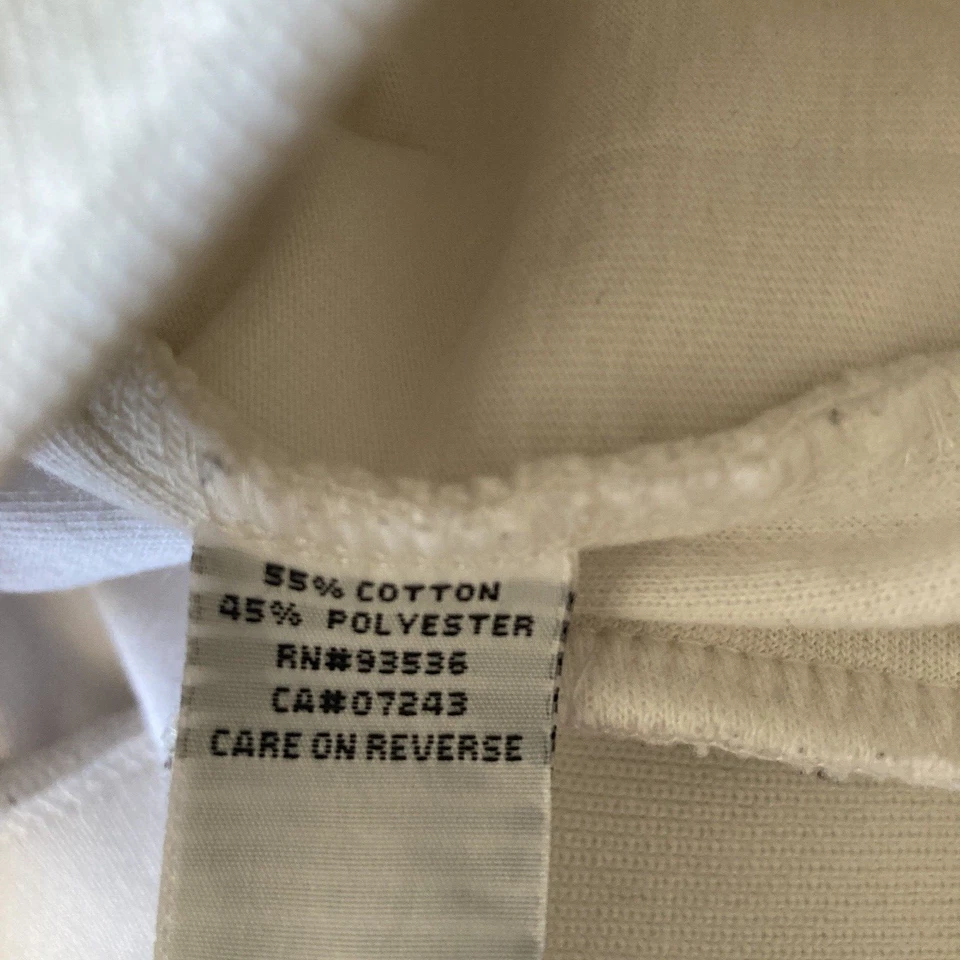 55% COTTON
45% POLYESTER
RN#93536
CA#07243
CARE ON REVERSE